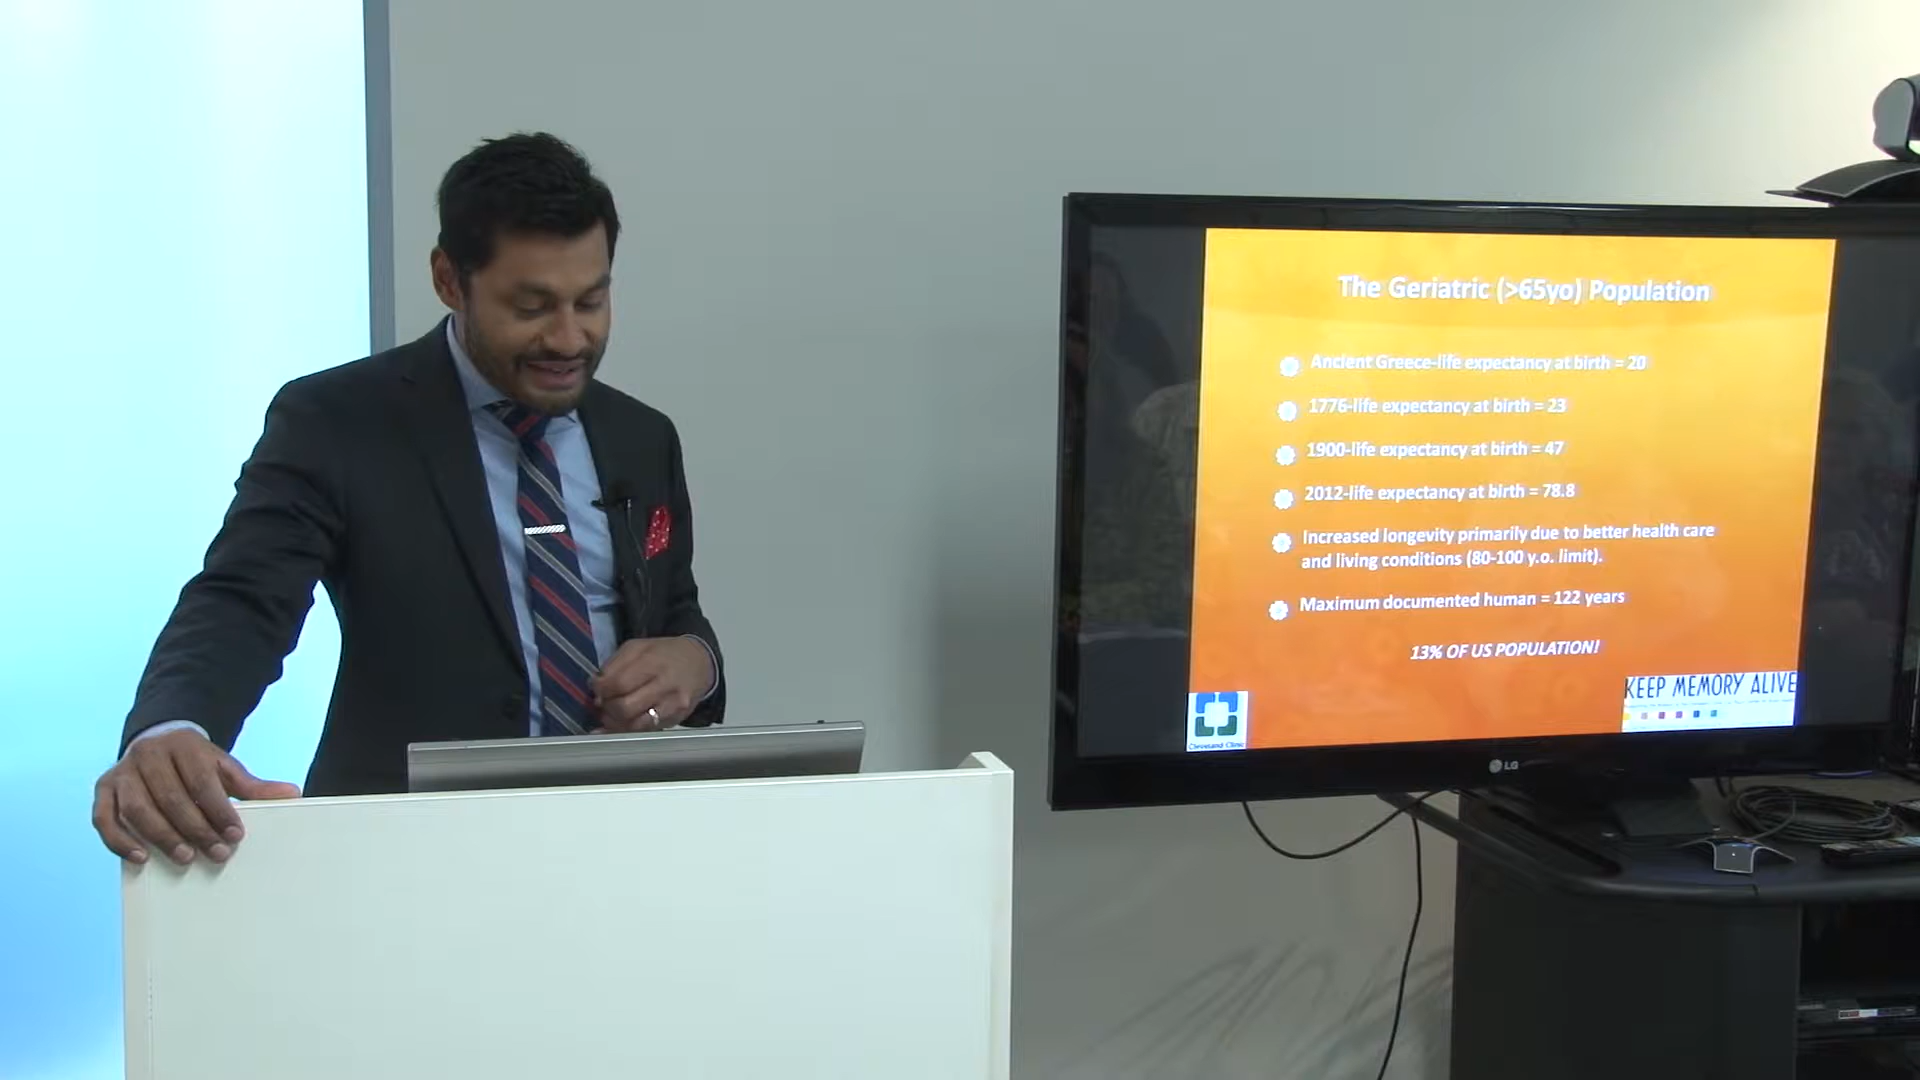 The Geriatric (>65yo) Population
Ancient Greece-life expectancy at birth = 20
1776-life expectancy at birth = 23
1900-life expectancy at birth = 47
2012-life expectancy at birth = 78.8
Increased longevity primarily due to better health care
and living conditions (80-100 y.o. limit).
Maximum documented human = 122 years
13% OF US POPULATION!
KEEP MEMORY ALIVE
Cleveland Clinic
LG